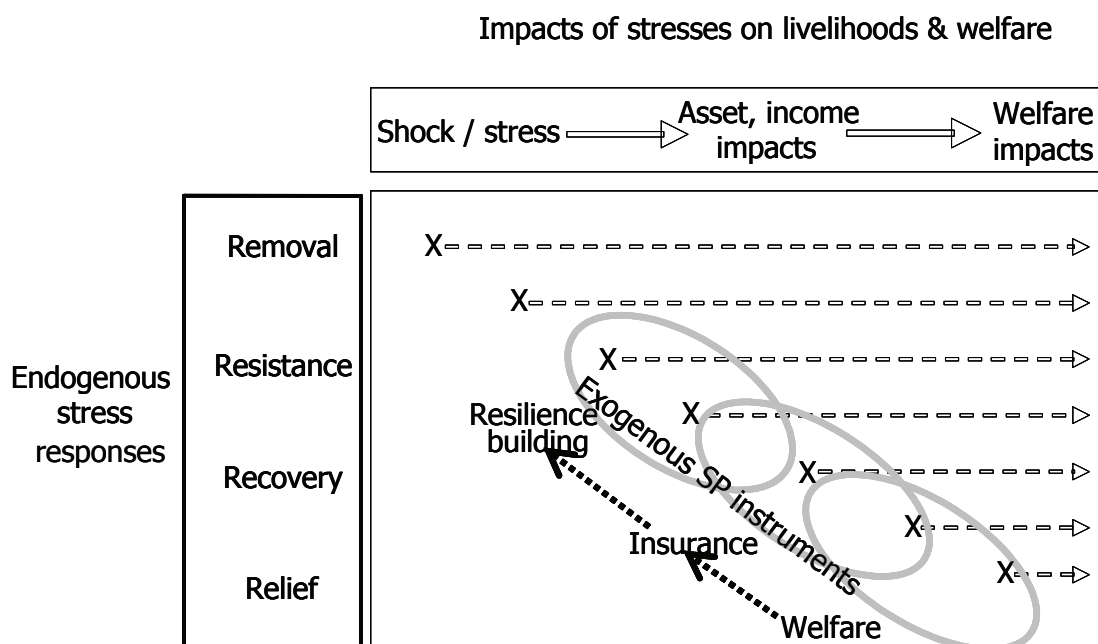 Impacts of stresses on livelihoods & welfare
Shock / stress
Asset, income
impacts
Welfare
impacts
Endogenous
stress
responses
Removal
Resistance
Recovery
Relief
X
X
X
X
X
X
X
Exogenous SP instruments
Resilience
building
Insurance
Welfare